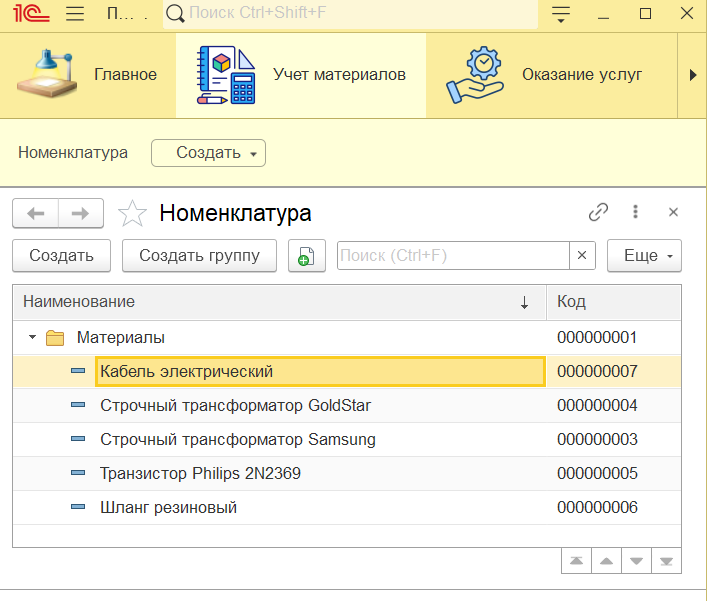 1С П... . Поиск Ctrl+Shift+F
Главное Учет материалов Оказание услуг
Номенклатура Создать
Номенклатура
Создать Создать группу Поиск (Ctrl+F) × Еще
Наименование ↓ Код
Материалы 000000001
Кабель электрический 000000007
Строчный трансформатор GoldStar 000000004
Строчный трансформатор Samsung 000000003
Транзистор Philips 2N2369 000000005
Шланг резиновый 000000006